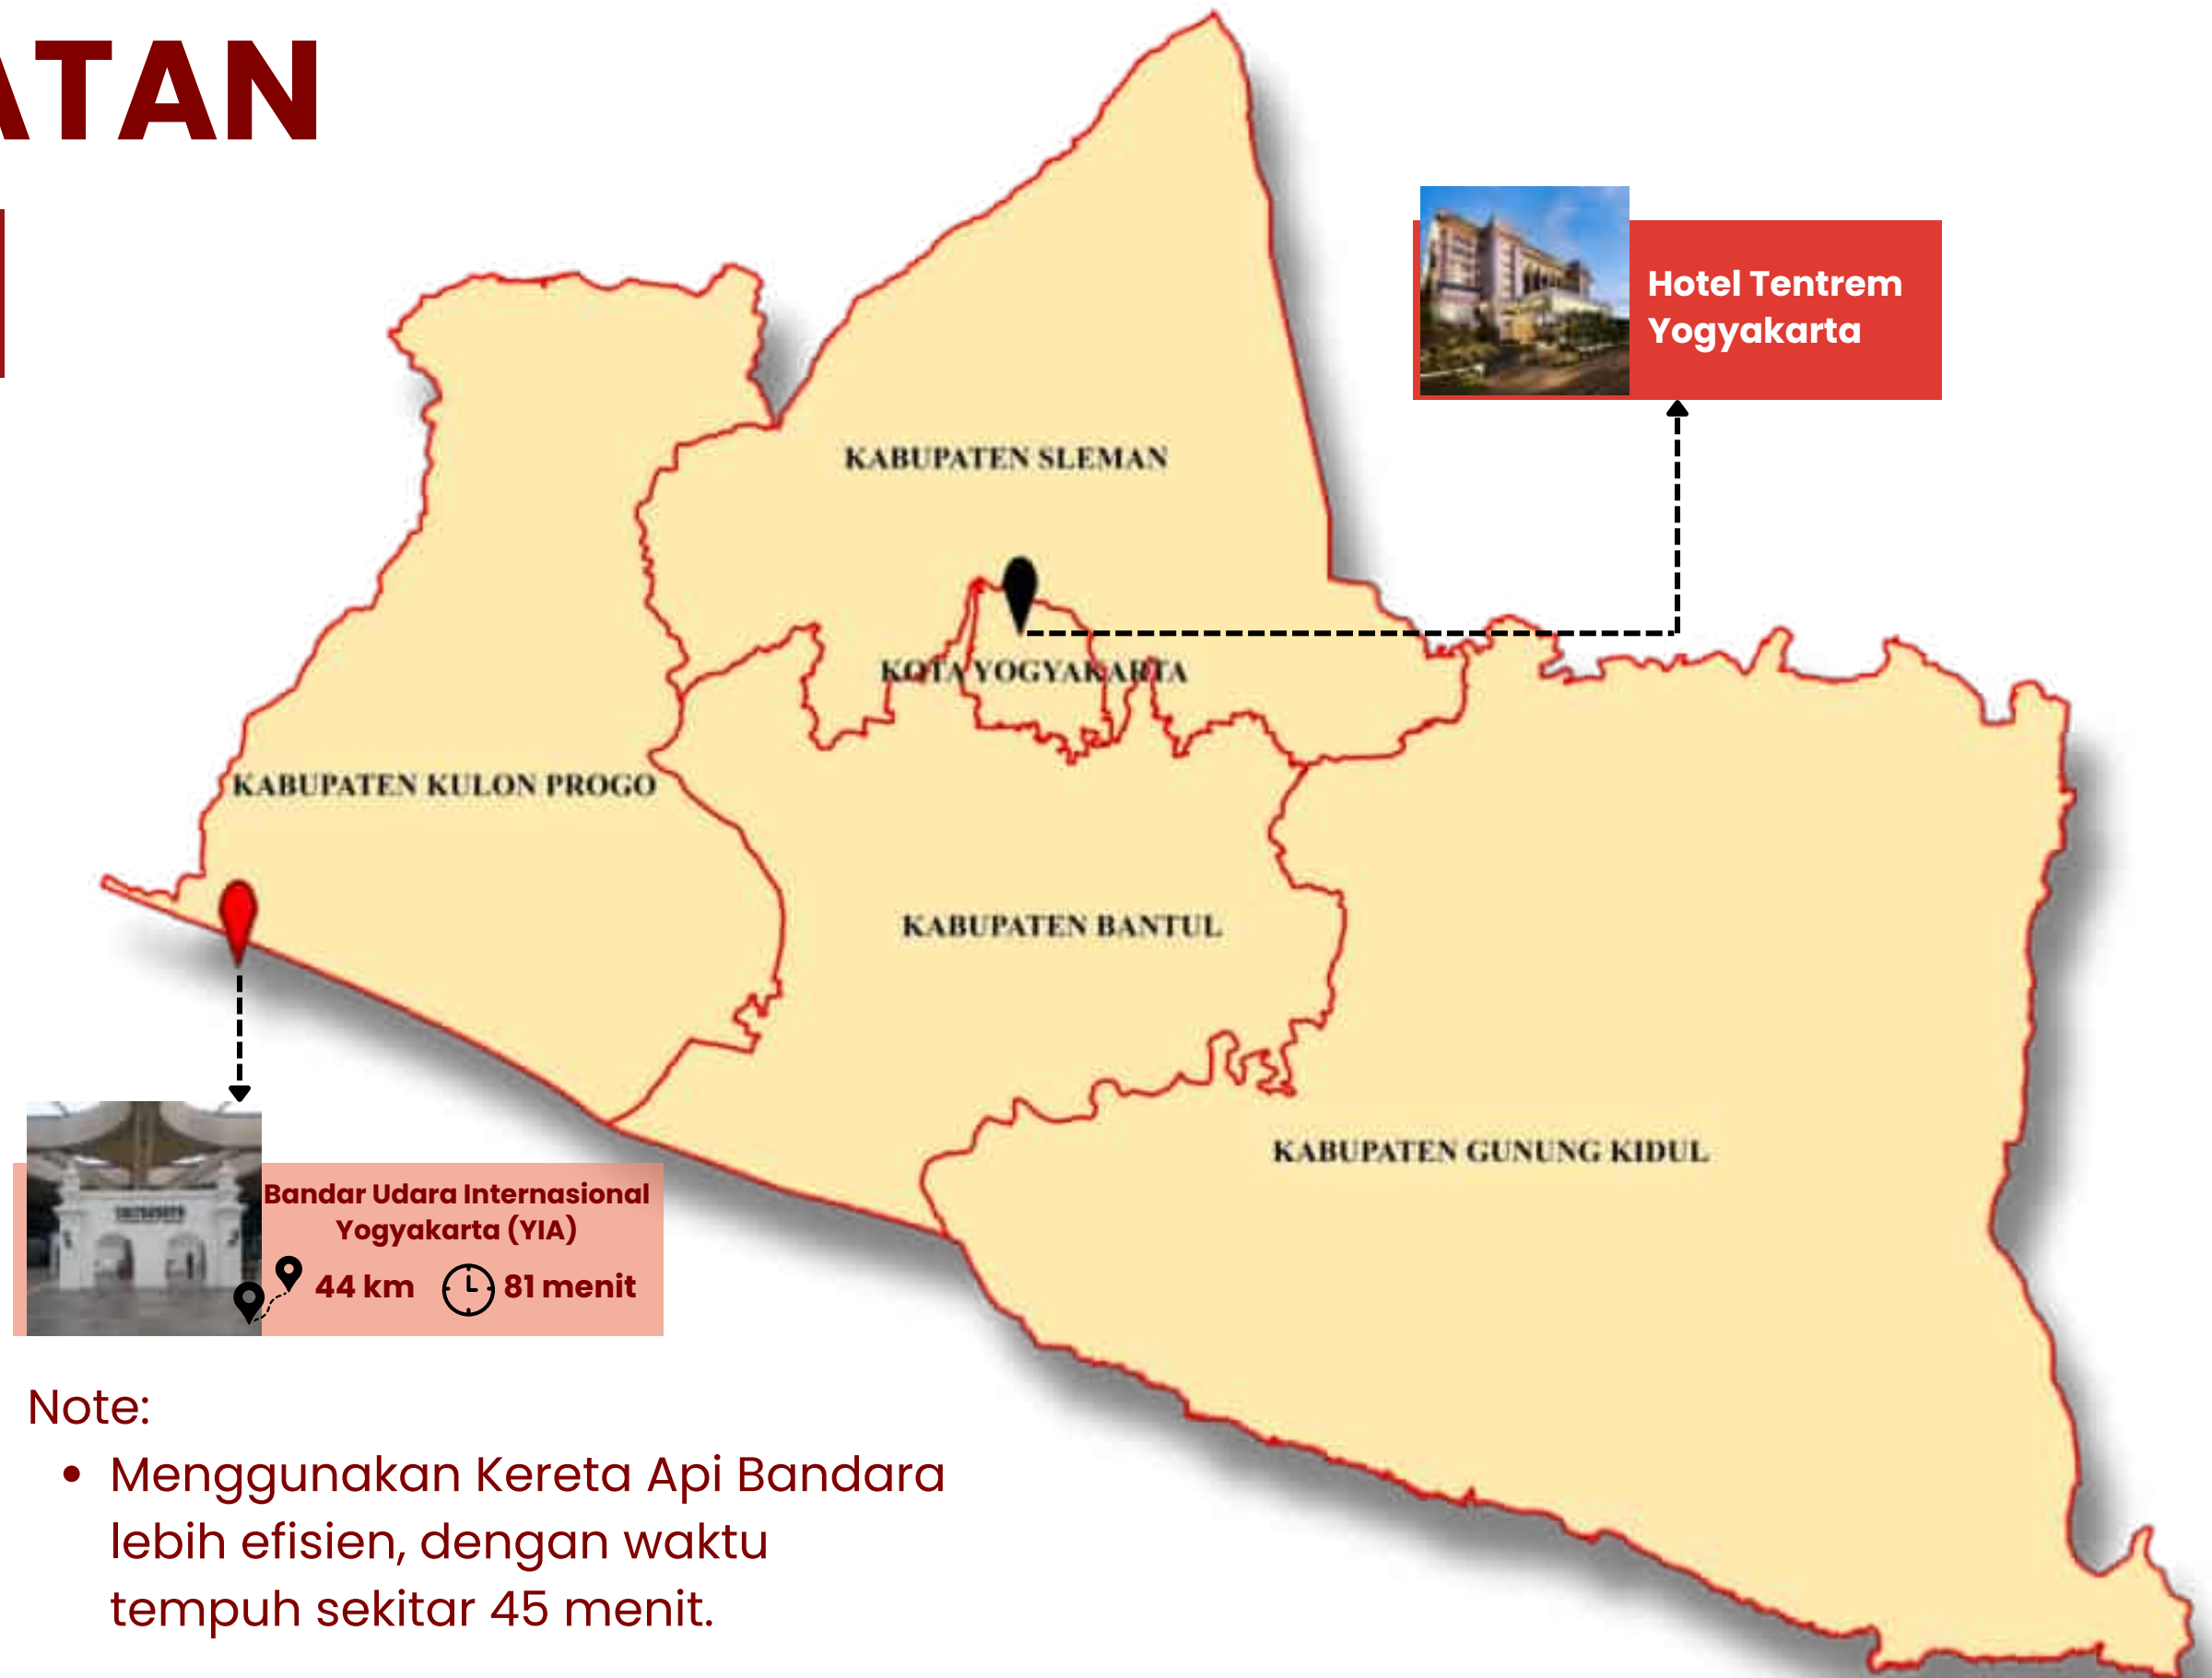 ATAN
Hotel Tentrem
Yogyakarta
KABUPATEN SLEMAN
KOTA YOGYAKARTA
KABUPATEN KULON PROGO
KABUPATEN BANTUL
KABUPATEN GUNUNG KIDUL
Bandar Udara Internasional
Yogyakarta (YIA)
44 km 81 menit
Note:
• Menggunakan Kereta Api Bandara
lebih efisien, dengan waktu
tempuh sekitar 45 menit.